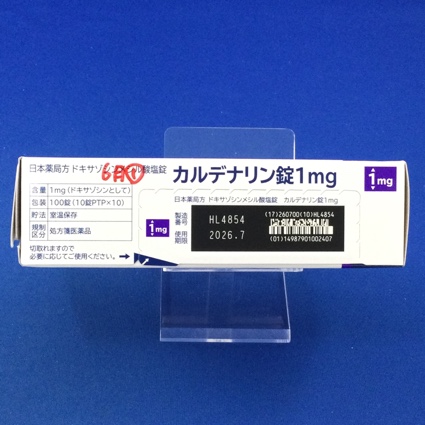 日本薬局方 ドキサゾシンメシル酸塩錠
6月①
カルデナリン錠1mg
1mg
含量 1mg(ドキサゾシンとして)
包装 100錠(10錠PTP×10)
貯法 室温保存
規制区分 処方箋医薬品
切取れますので
必要に応じてご使用ください。
1mg
日本薬局方 ドキサゾシンメシル酸塩錠 カルデナリン錠1mg
製造番号 HL4854
使用期限 2026.7
(17)260700(10)HL4854
(01)14987901002407
1mg